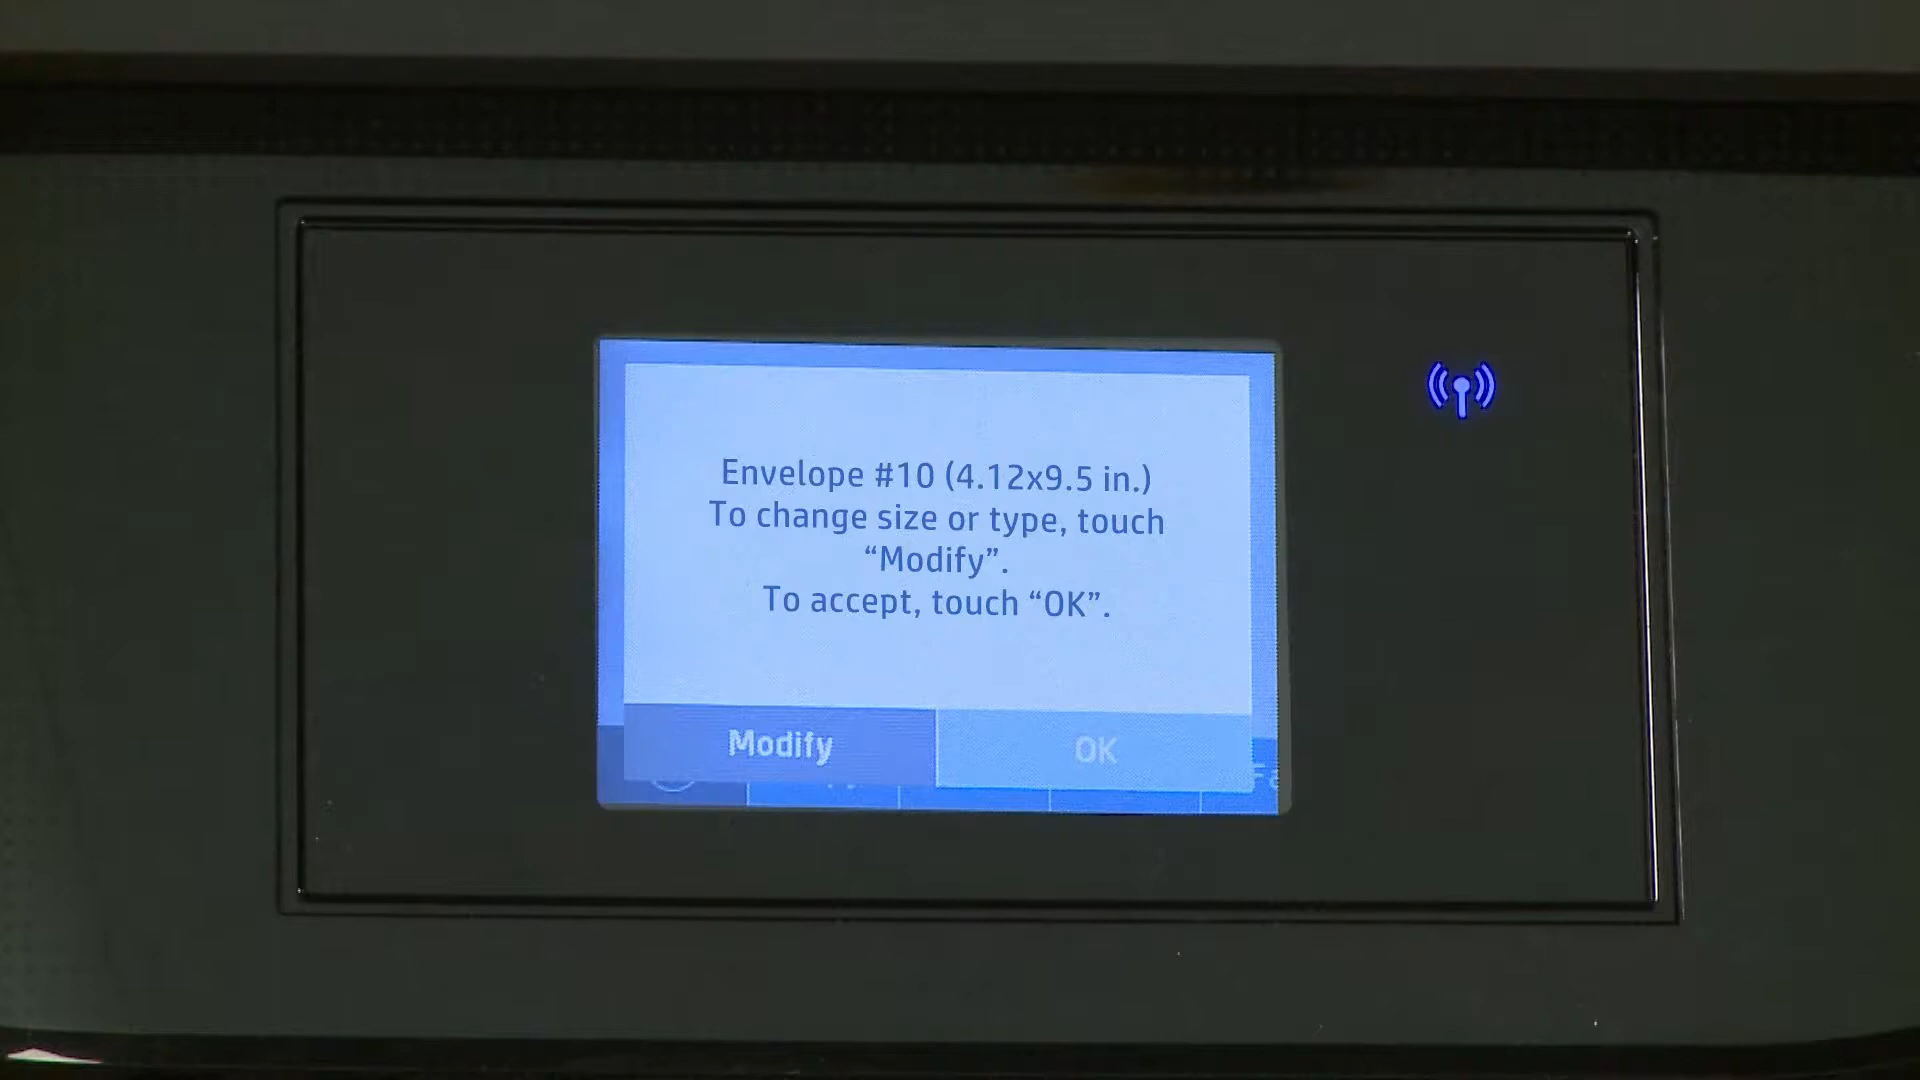 Envelope #10 (4.12x9.5 in.)
To change size or type, touch
“Modify”.
To accept, touch “OK”.
Modify
OK